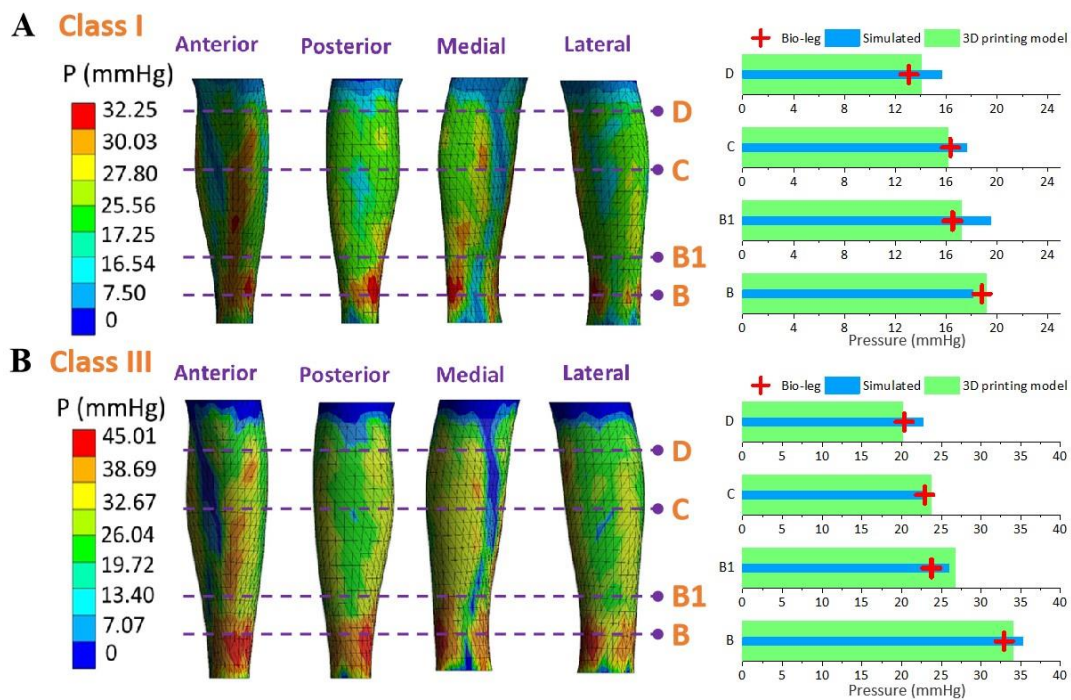 A Class I
Anterior Posterior Medial Lateral
P (mmHg)
32.25
30.03
27.80
25.56
17.25
16.54
7.50
0
D
C
B1
B
Bio-leg Simulated 3D printing model
D
0 4 8 12 16 20 24
C
0 4 8 12 16 20 24
B1
0 4 8 12 16 20 24
B
0 4 8 12 16 20 24
Pressure (mmHg)
B Class III
Anterior Posterior Medial Lateral
P (mmHg)
45.01
38.69
32.67
26.04
19.72
13.40
7.07
0
D
C
B1
B
Bio-leg Simulated 3D printing model
D
0 5 10 15 20 25 30 35 40
C
0 5 10 15 20 25 30 35 40
B1
0 5 10 15 20 25 30 35 40
B
0 5 10 15 20 25 30 35 40
Pressure (mmHg)